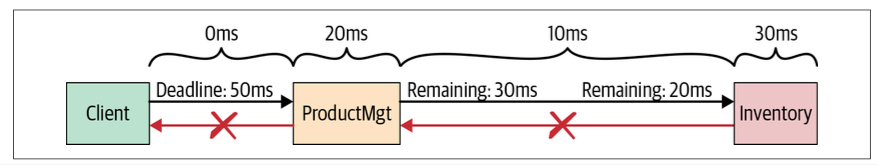 0ms 20ms 10ms 30ms
Deadline: 50ms Remaining: 30ms Remaining: 20ms
Client ProductMgt Inventory